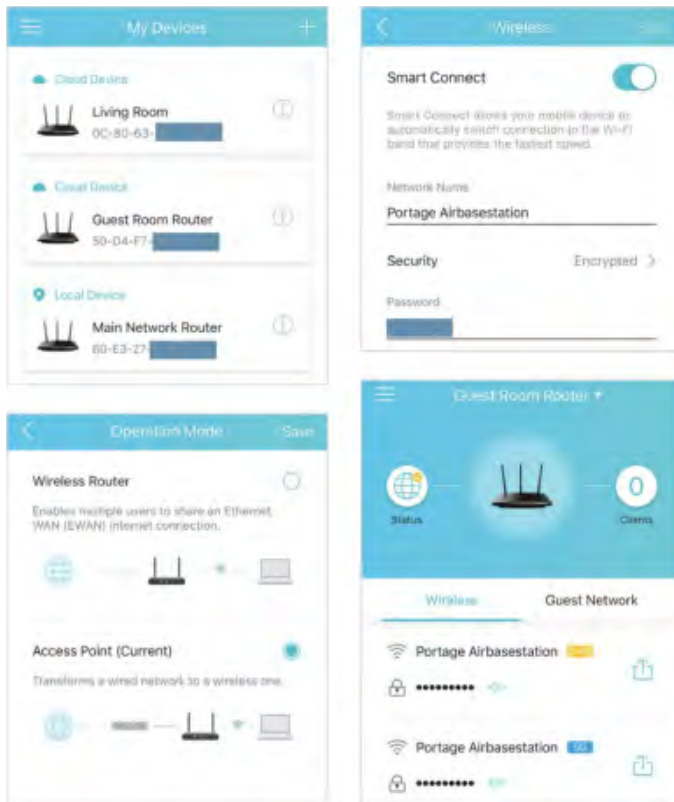 My Devices
Cloud Device
Living Room
0C-80-63-
Cloud Device
Guest Room Router
50-D4-F7-
Local Device
Main Network Router
60-E3-27-
Wireless
Smart Connect
Smart Connect allows your mobile device to
automatically switch connection to the Wi-Fi
band that provides the fastest speed.
Network Name
Portage Airbasestation
Security
Encrypted
Password
Operation Mode
Save
Wireless Router
Enables multiple users to share an Ethernet
WAN (EWAN) internet connection.
Access Point (Current)
Transforms a wired network to a wireless one.
Guest Room Router
Status
0
Clients
Wireless
Guest Network
Portage Airbasestation
•••••••••
Portage Airbasestation 5G
•••••••••